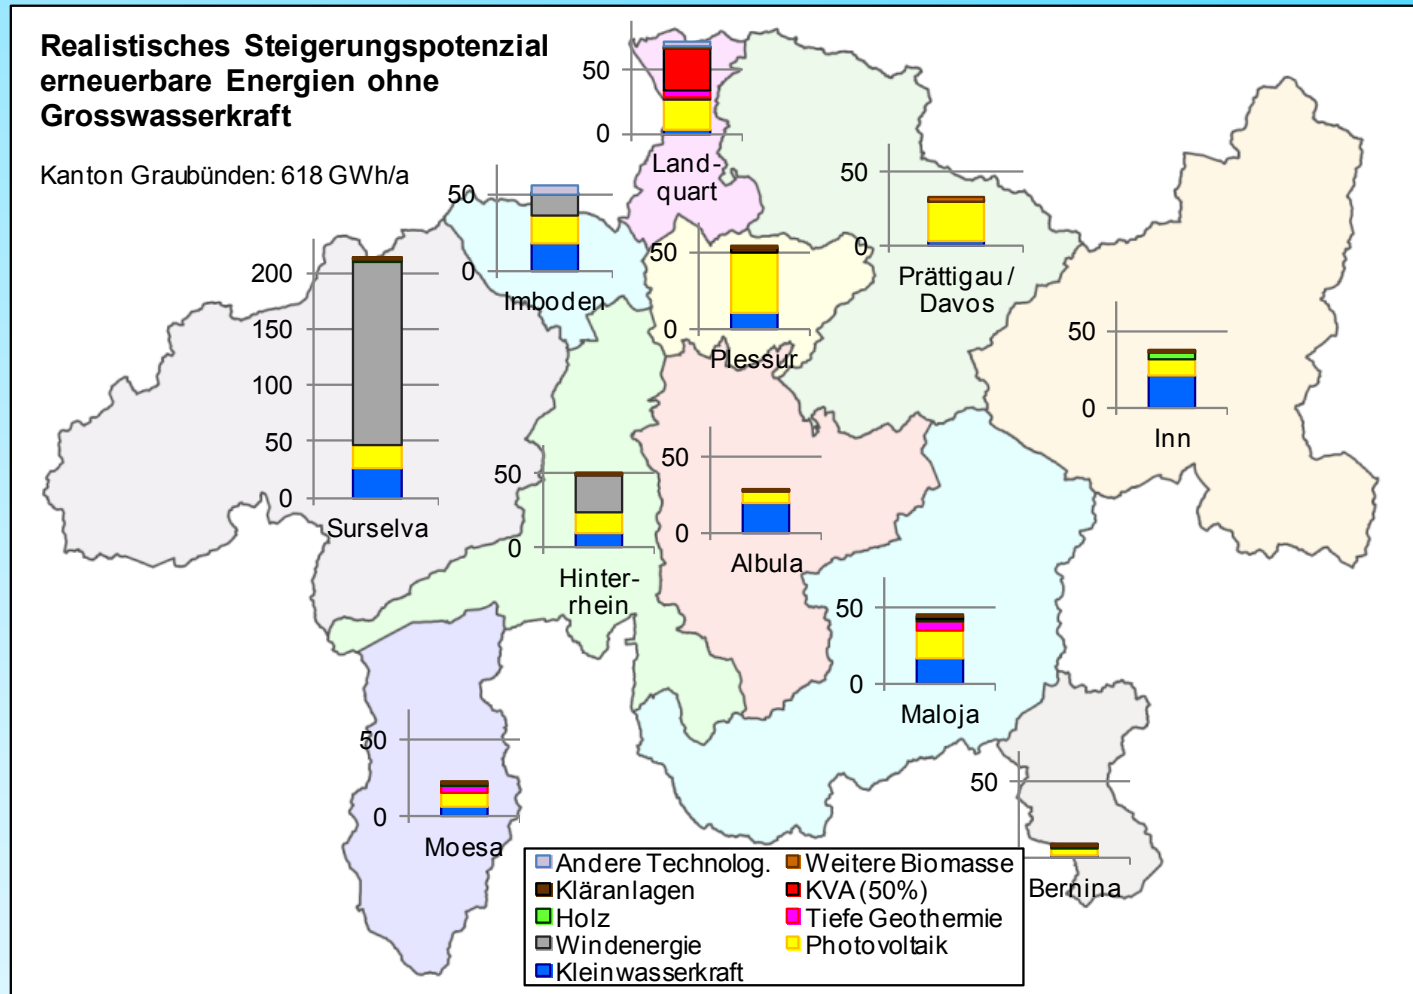 Realistisches Steigerungspotenzial
erneuerbare Energien ohne
Grosswasserkraft
Kanton Graubünden: 618 GWh/a
50
0
Land-
quart
50
0
Imboden
50
0
Prättigau/
Davos
50
0
Plessur
200
150
100
50
0
Surselva
50
0
Inn
50
0
Hinter-
rhein
50
0
Albula
50
0
Maloja
50
0
Moesa
50
Bernina
Andere Technolog.
Weitere Biomasse
Kläranlagen
KVA (50%)
Holz
Tiefe Geothermie
Windenergie
Photovoltaik
Kleinwasserkraft